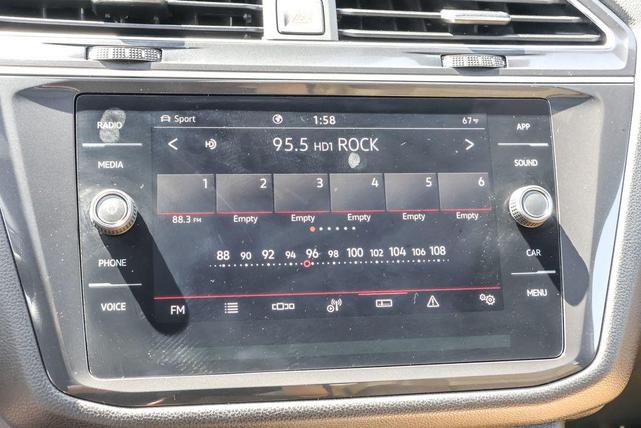 Sport 1:58 67°F
RADIO APP
95.5 HD1 ROCK
MEDIA SOUND
1 2 3 4 5 6
88.3 FM Empty Empty Empty Empty Empty
88 90 92 94 96 98 100 102 104 106 108
PHONE CAR
VOICE MENU
FM